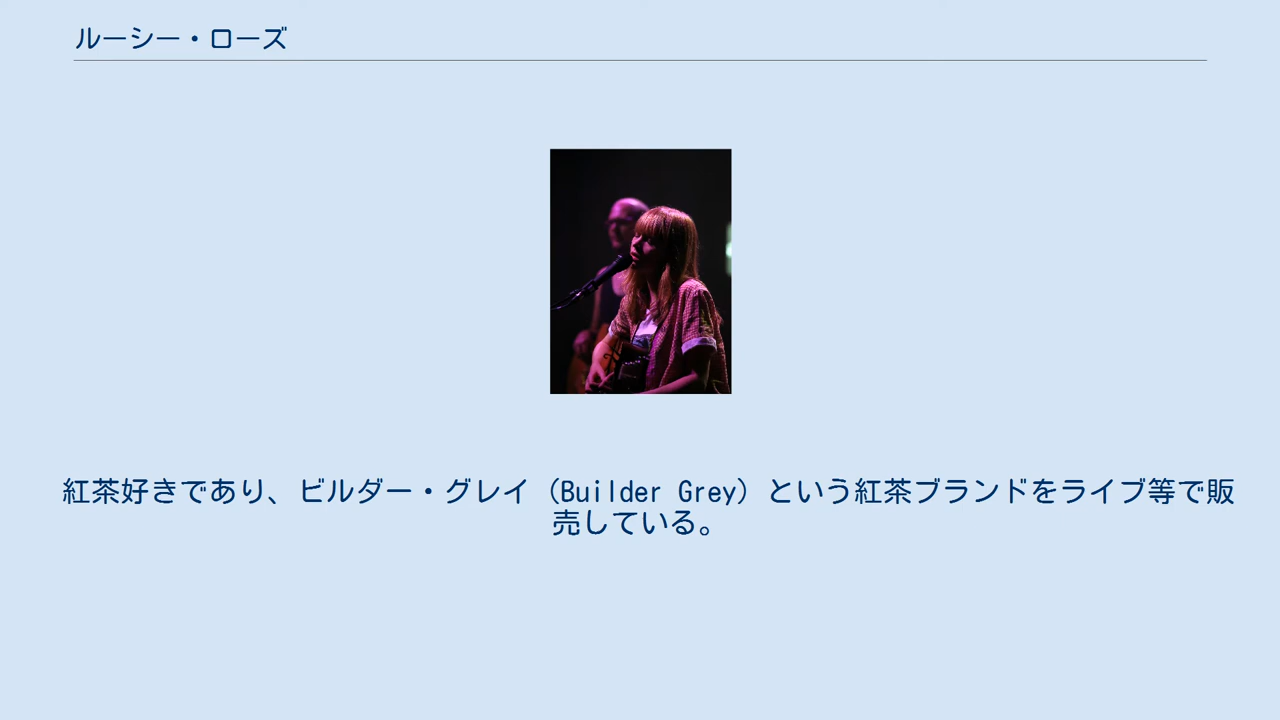 ルーシー・ローズ
紅茶好きであり、ビルダー・グレイ（Builder Grey）という紅茶ブランドをライブ等で販
売している。